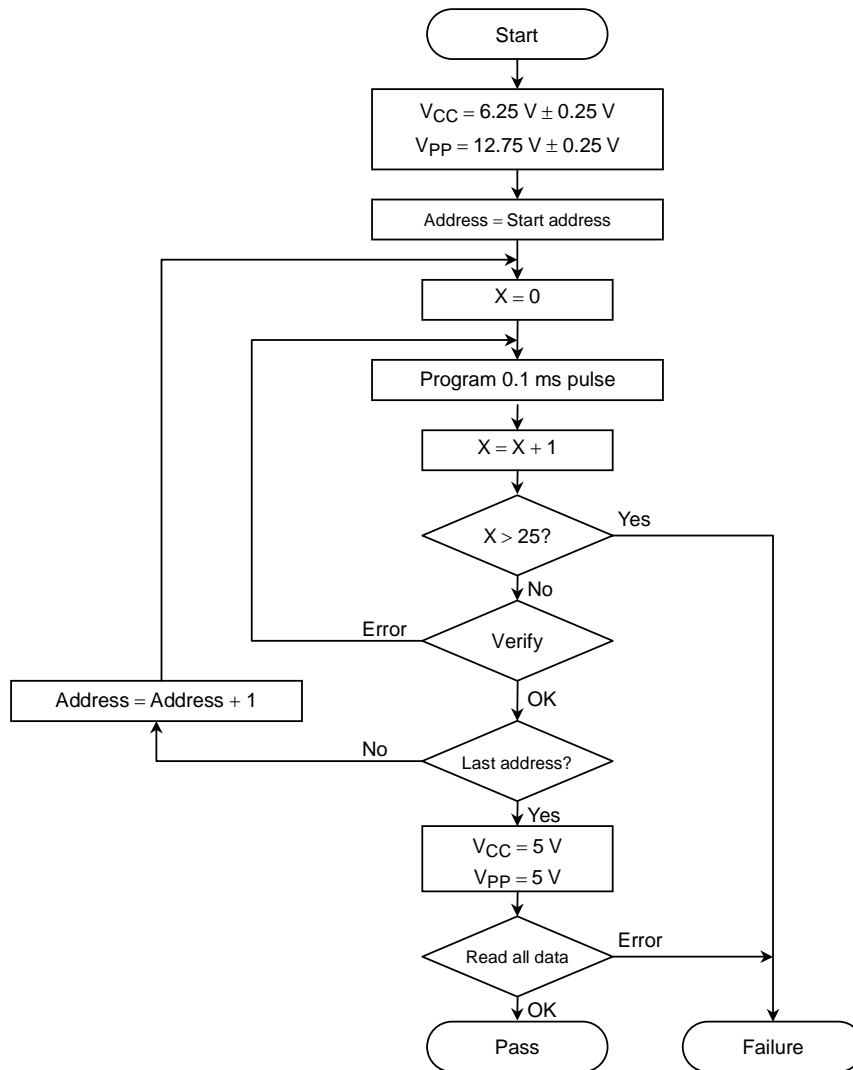 Start
VCC = 6.25 V ± 0.25 V
VPP = 12.75 V ± 0.25 V
Address = Start address
X = 0
Program 0.1 ms pulse
X = X + 1
X > 25?
Yes
No
Error
Verify
Address = Address + 1
OK
No
Last address?
Yes
VCC = 5 V
VPP = 5 V
Read all data
Error
OK
Pass
Failure